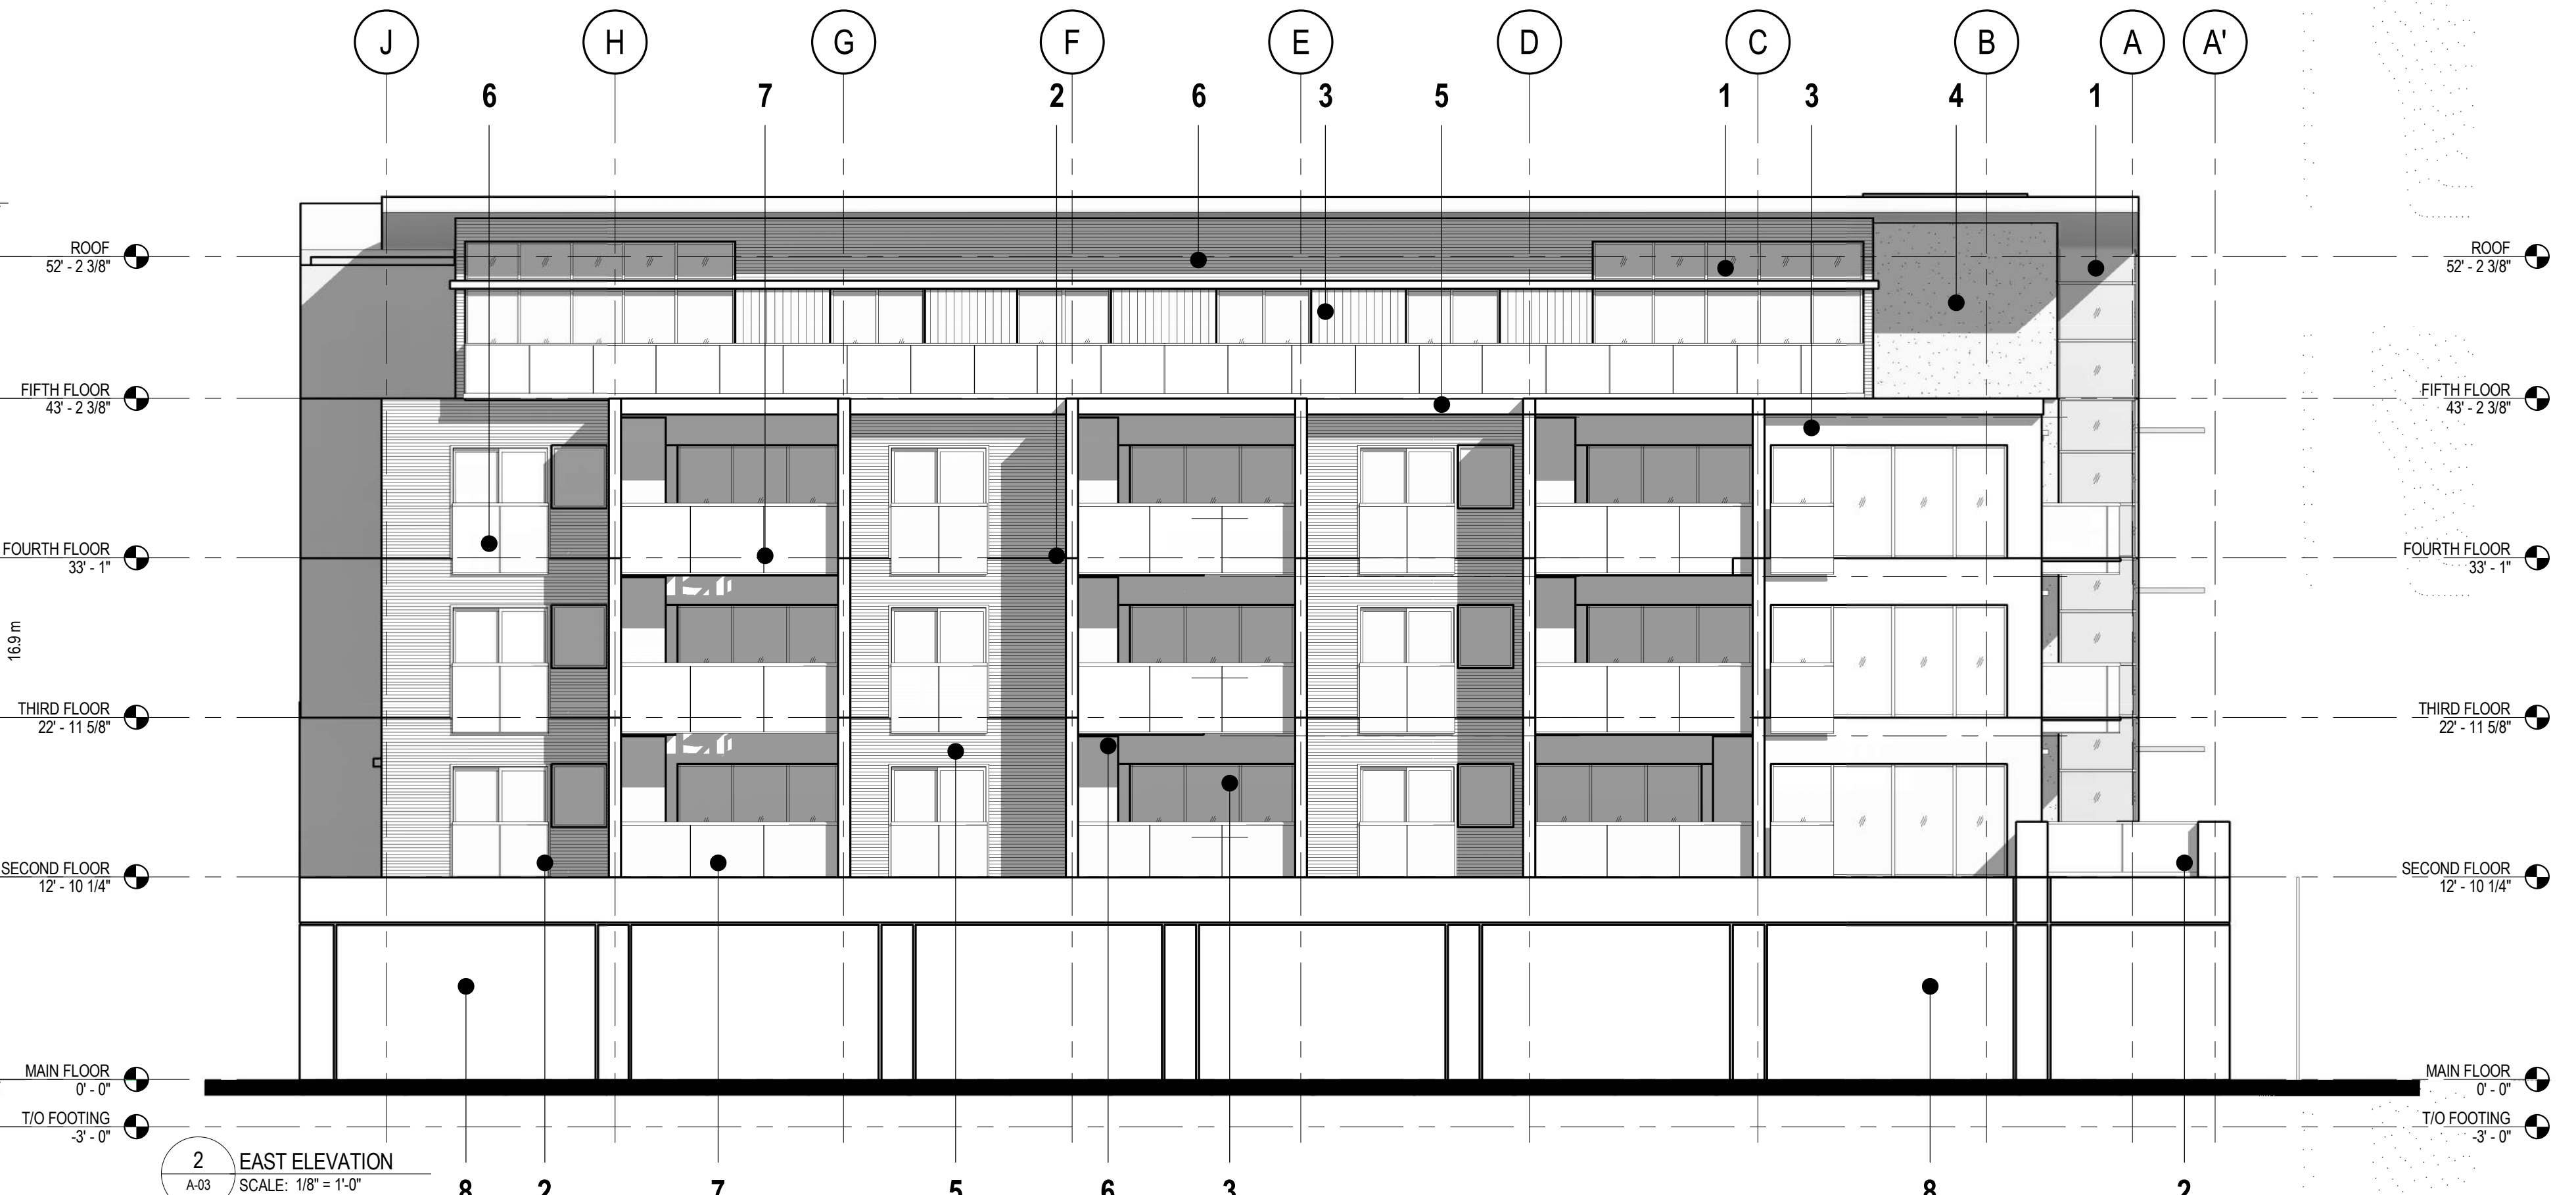 J H G F E D C B A A'
6 7 2 6 3 5 1 3 4 1
ROOF
52' - 2 3/8"
ROOF
52' - 2 3/8"
FIFTH FLOOR
43' - 2 3/8"
FIFTH FLOOR
43' - 2 3/8"
FOURTH FLOOR
33' - 1"
FOURTH FLOOR
33' - 1"
16.9 m
THIRD FLOOR
22' - 11 5/8"
THIRD FLOOR
22' - 11 5/8"
SECOND FLOOR
12' - 10 1/4"
SECOND FLOOR
12' - 10 1/4"
MAIN FLOOR
0' - 0"
MAIN FLOOR
0' - 0"
T/O FOOTING
-3' - 0"
T/O FOOTING
-3' - 0"
2 EAST ELEVATION
A-03 SCALE: 1/8" = 1'-0"
8 2 7 5 6 3 8 2